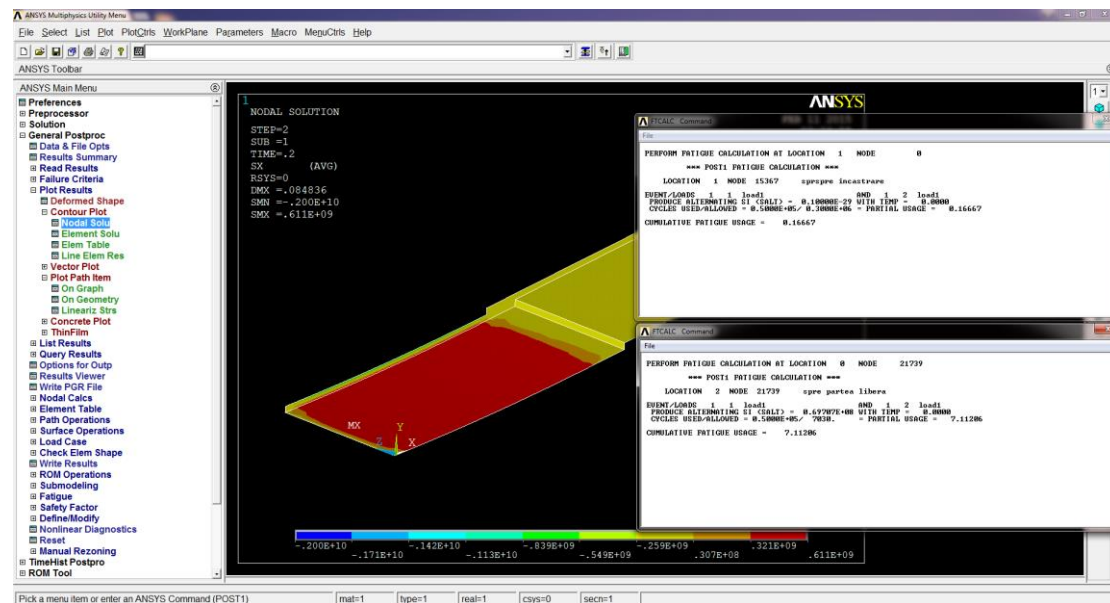 ANSYS Multiphysics Utility Menu
File Select List Plot PlotCtrls WorkPlane Parameters Macro MenuCtrls Help
ANSYS Toolbar
ANSYS Main Menu
Preferences
Preprocessor
Solution
General Postproc
Data & File Opts
Results Summary
Read Results
Failure Criteria
Plot Results
Deformed Shape
Contour Plot
Nodal Solu
Element Solu
Elem Table
Line Elem Res
Vector Plot
Plot Path Item
On Graph
On Geometry
Lineariz Strs
Concrete Plot
ThinFilm
List Results
Query Results
Options for Outp
Results Viewer
Write PGR File
Nodal Calcs
Element Table
Path Operations
Surface Operations
Load Case
Check Elem Shape
Write Results
ROM Operations
Submodeling
Fatigue
Safety Factor
Define/Modify
Nonlinear Diagnostics
Reset
Manual Rezoning
TimeHist Postpro
ROM Tool
1
NODAL SOLUTION
STEP=2
SUB =1
TIME=.2
SX (AVG)
RSYS=0
DMX =.084836
SMN =-.200E+10
SMX =.611E+09
ANSYS
MX
Y
Z X
-.200E+10 -.142E+10 -.839E+09 -.259E+09 .321E+09
-.171E+10 -.113E+10 -.549E+09 .307E+08 .611E+09
1
FTCALC Command
File
PERFORM FATIGUE CALCULATION AT LOCATION 1 NODE 0
*** POST1 FATIGUE CALCULATION ***
LOCATION 1 NODE 15367 sprspre incastrare
EVENT/LOADS 1 1 load1 AND 1 2 load1
PRODUCE ALTERNATING SI (SALT) = 0.10000E-29 WITH TEMP = 0.0000
CYCLES USED/ALLOWED = 0.5000E+05/ 0.3000E+06 = PARTIAL USAGE = 0.16667
CUMULATIVE FATIGUE USAGE = 0.16667
FTCALC Command
File
PERFORM FATIGUE CALCULATION AT LOCATION 0 NODE 21739
*** POST1 FATIGUE CALCULATION ***
LOCATION 2 NODE 21739 spre partea libera
EVENT/LOADS 1 1 load1 AND 1 2 load1
PRODUCE ALTERNATING SI (SALT) = 0.69707E+08 WITH TEMP = 0.0000
CYCLES USED/ALLOWED = 0.5000E+05/ 7030. = PARTIAL USAGE = 7.11206
CUMULATIVE FATIGUE USAGE = 7.11206
Pick a menu item or enter an ANSYS Command (POST1) mat=1 type=1 real=1 csys=0 secn=1